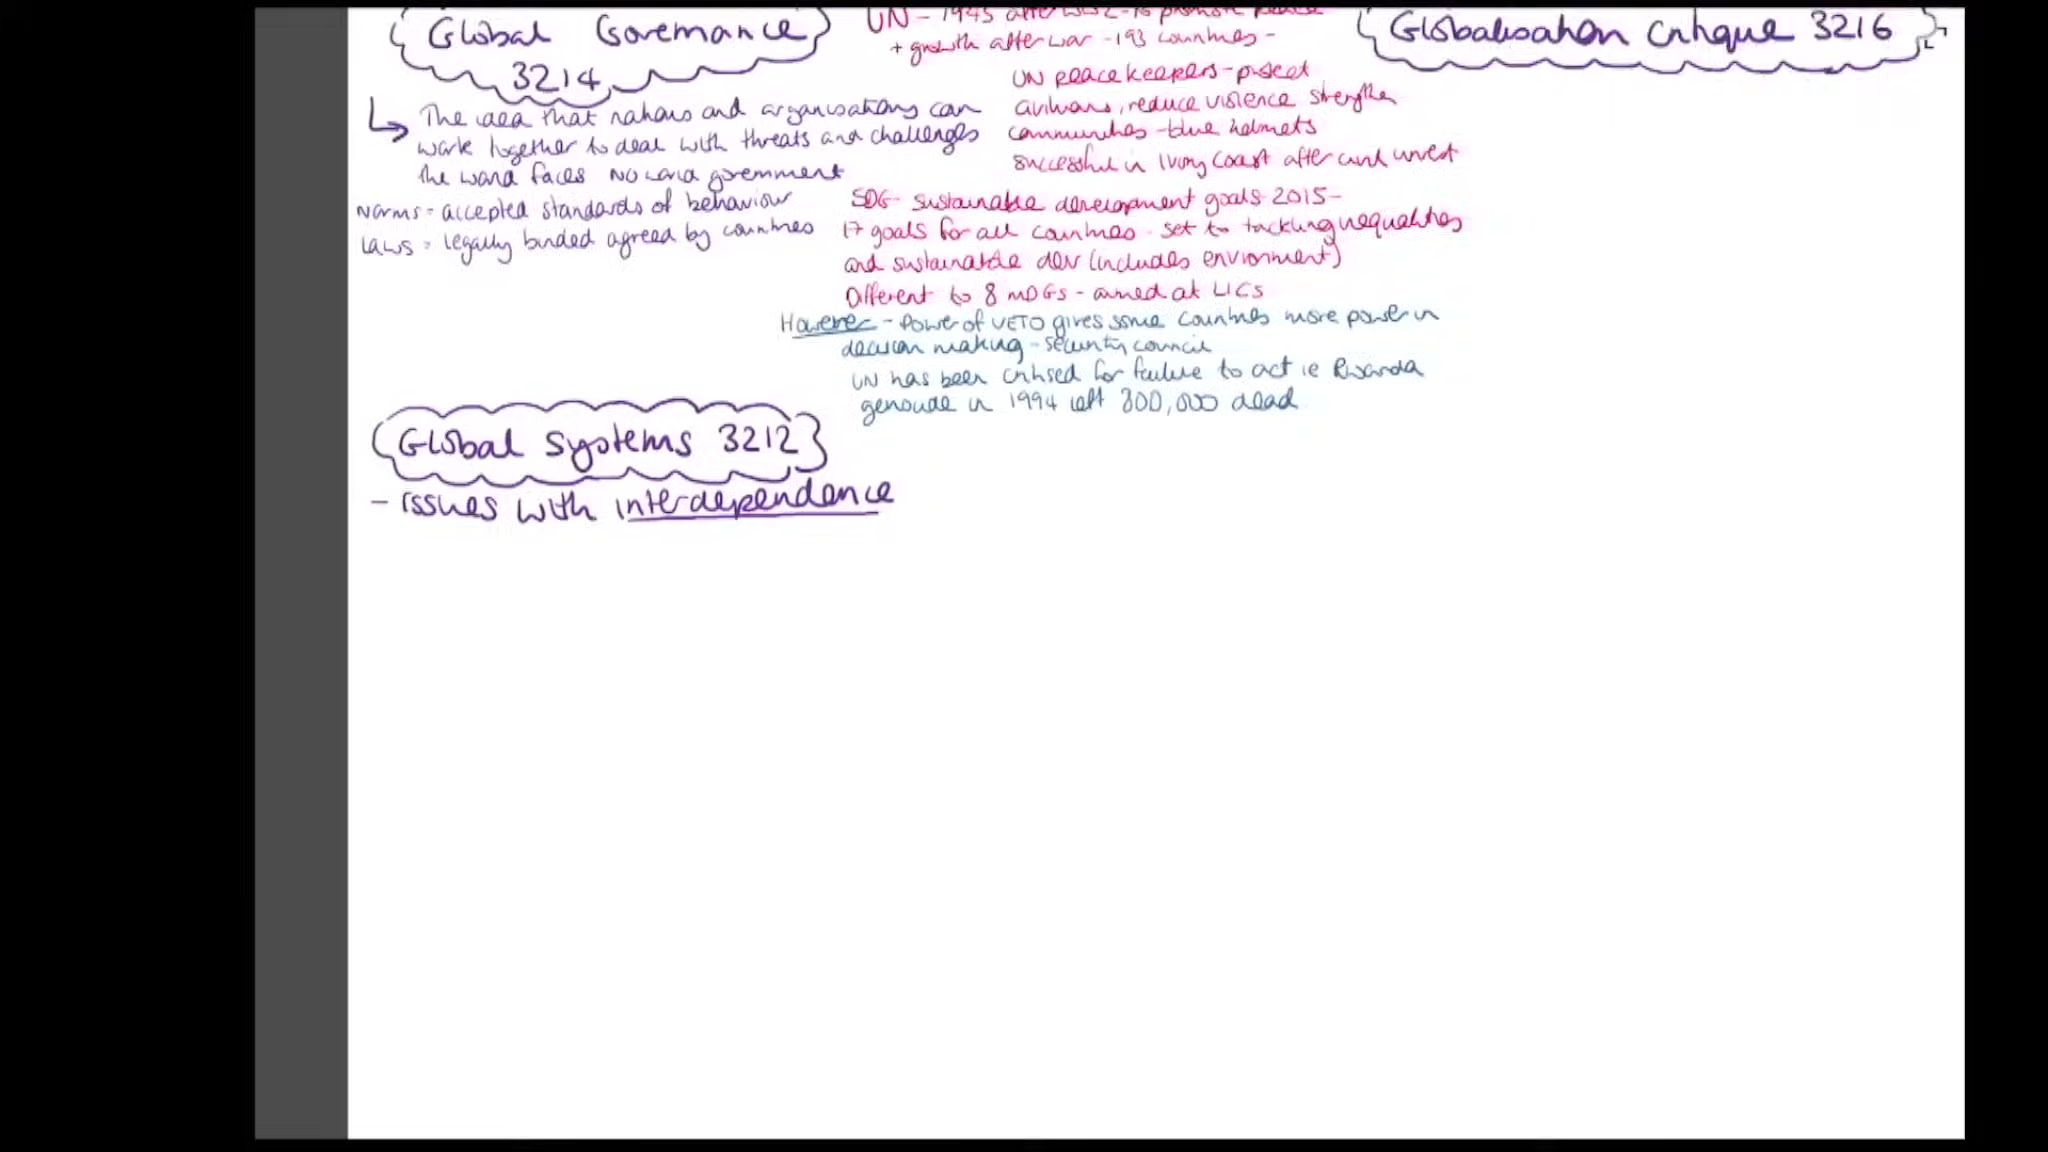 Global Governance
3214
The idea that nations and organisations can
work together to deal with threats and challenges
the world faces No world government
Norms = accepted standards of behaviour
Laws = legally binded agreed by countries
UN - 1945 after WW2 - to promote peace
+ growth after war - 193 countries -
UN peace keepers - protect
civilians, reduce violence strengthen
communities - blue helmets
successful in Ivory Coast after civil unrest
SDG - sustainable development goals 2015 -
17 goals for all countries - set to tackling inequalities
and sustainable dev (includes enviroment)
Different to 8 MDGs - aimed at LICs
However - Power of VETO gives some countries more power in
decision making - security council
UN has been critised for failure to act ie Rwanda
genocide in 1994 left 800,000 dead
Globalisation Critique 3216
Global Systems 3212
- issues with interdependence